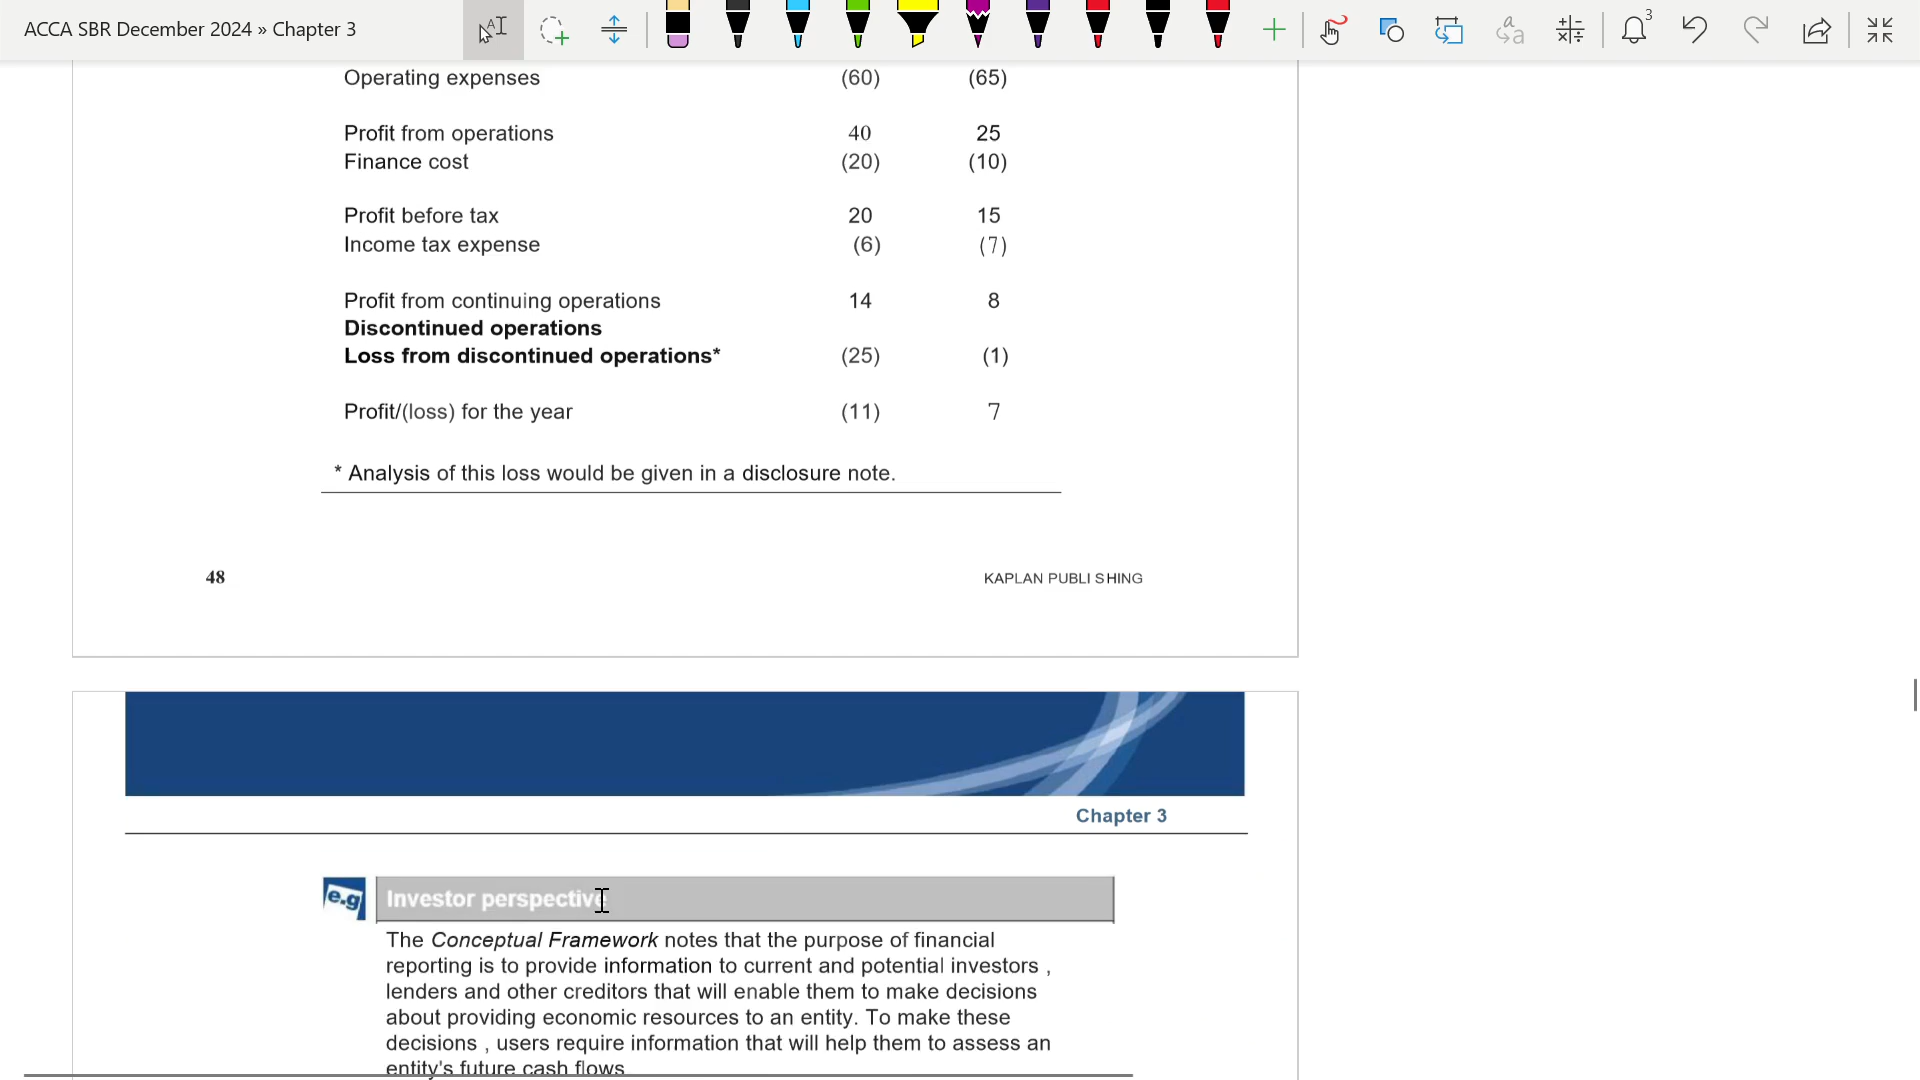 ACCA SBR December 2024 » Chapter 3
3
Operating expenses (60) (65)
Profit from operations 40 25
Finance cost (20) (10)
Profit before tax 20 15
Income tax expense (6) (7)
Profit from continuing operations 14 8
Discontinued operations
Loss from discontinued operations* (25) (1)
Profit/(loss) for the year (11) 7
* Analysis of this loss would be given in a disclosure note.
48 KAPLAN PUBLI SHING
Chapter 3
e.g Investor perspective
The Conceptual Framework notes that the purpose of financial
reporting is to provide information to current and potential investors ,
lenders and other creditors that will enable them to make decisions
about providing economic resources to an entity. To make these
decisions , users require information that will help them to assess an
entity's future cash flows